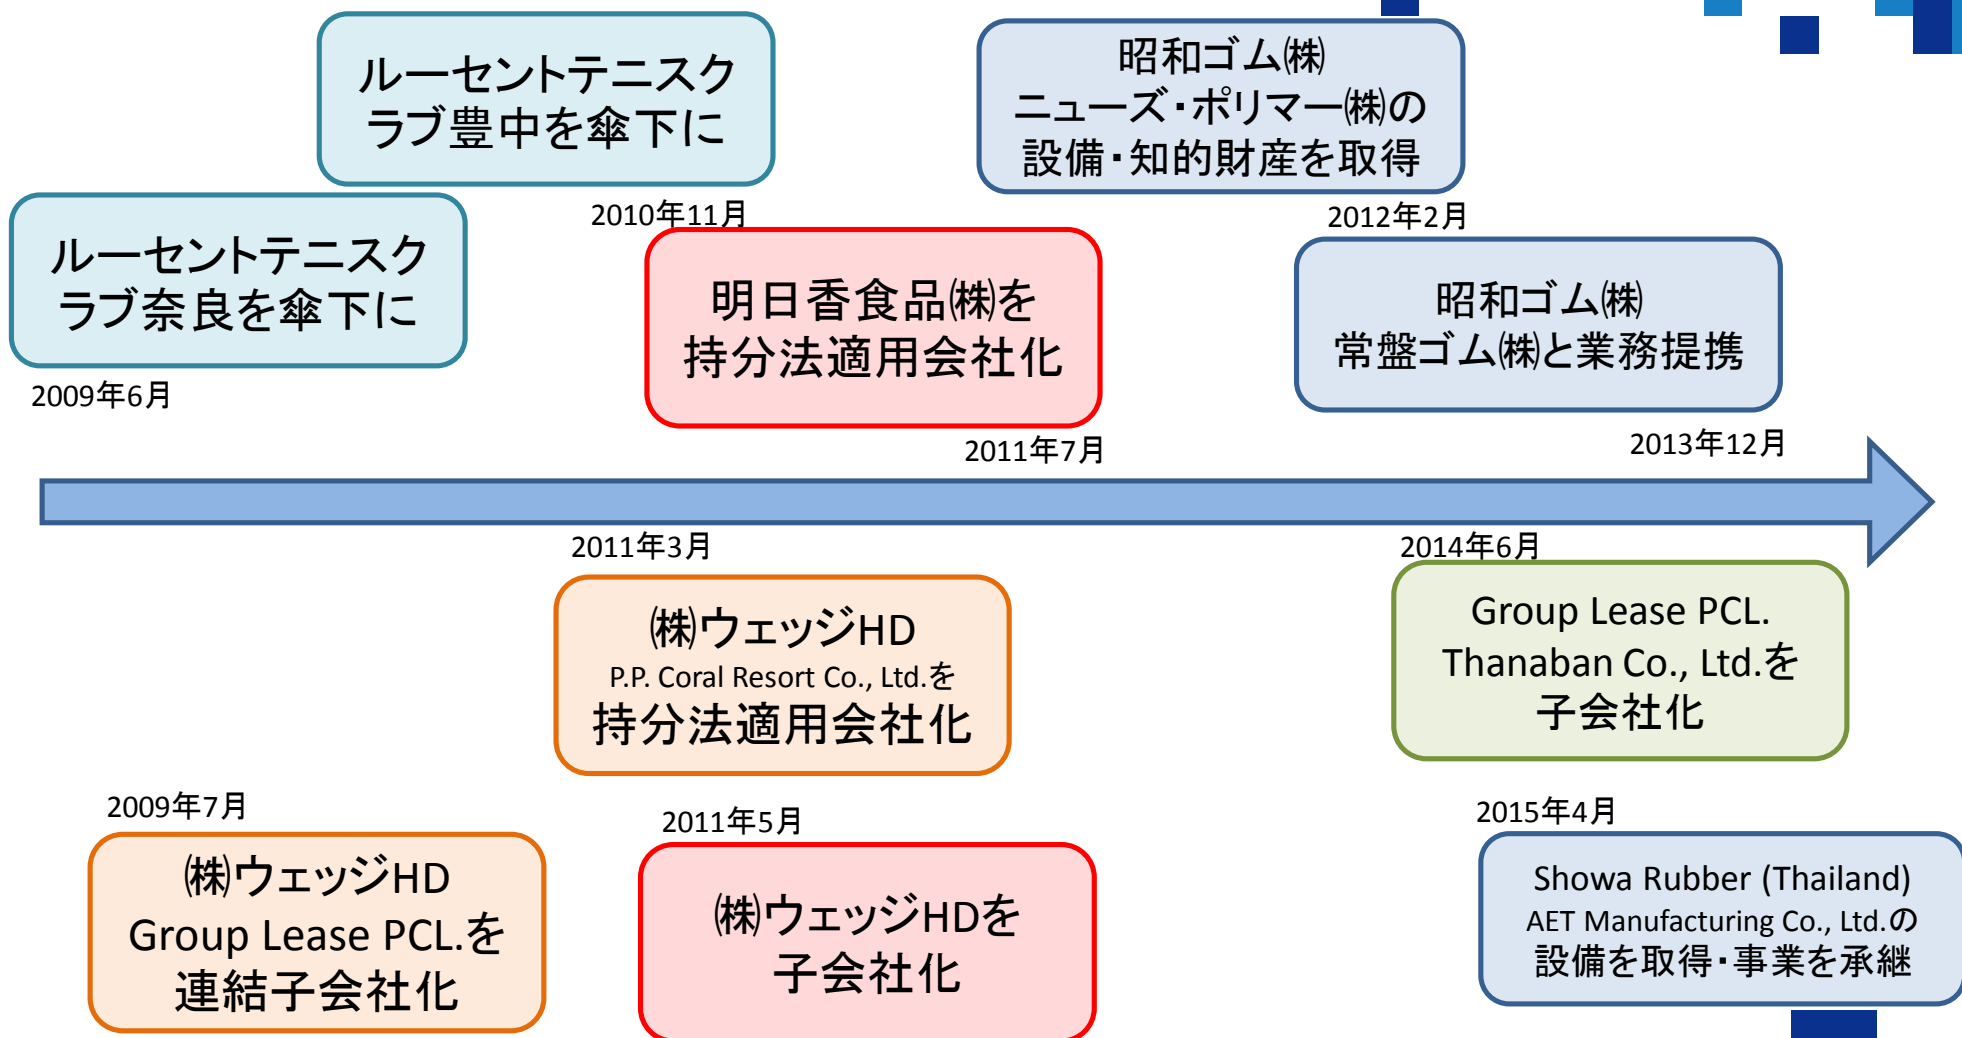 ルーセントテニスク
ラブ豊中を傘下に
2010年11月
昭和ゴム㈱
ニューズ・ポリマー㈱の
設備・知的財産を取得
2012年2月
ルーセントテニスク
ラブ奈良を傘下に
2009年6月
明日香食品㈱を
持分法適用会社化
2011年7月
昭和ゴム㈱
常盤ゴム㈱と業務提携
2013年12月
2011年3月
㈱ウェッジHD
P.P. Coral Resort Co., Ltd.を
持分法適用会社化
2014年6月
Group Lease PCL.
Thanaban Co., Ltd.を
子会社化
2009年7月
㈱ウェッジHD
Group Lease PCL.を
連結子会社化
2011年5月
㈱ウェッジHDを
子会社化
2015年4月
Showa Rubber (Thailand)
AET Manufacturing Co., Ltd.の
設備を取得・事業を承継